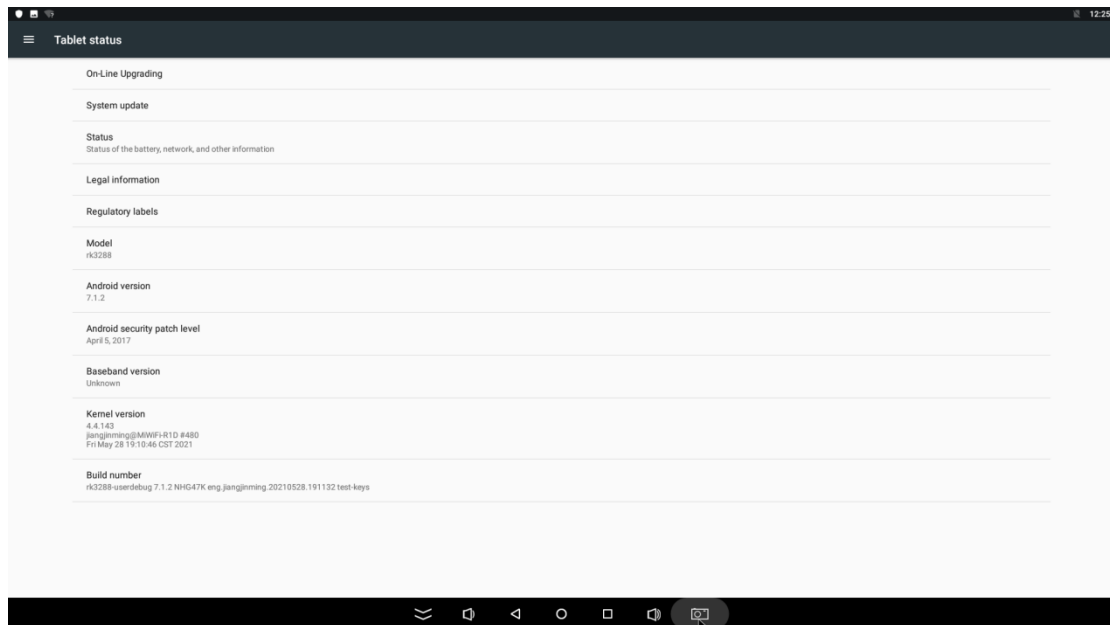 12:25
Tablet status
On-Line Upgrading
System update
Status
Status of the battery, network, and other information
Legal information
Regulatory labels
Model
rk3288
Android version
7.1.2
Android security patch level
April 5, 2017
Baseband version
Unknown
Kernel version
4.4.143
jiangjinming@MiWiFi-R1D #480
Fri May 28 19:10:46 CST 2021
Build number
rk3288-userdebug 7.1.2 NHG47K eng.jiangjinming.20210528.191132 test-keys